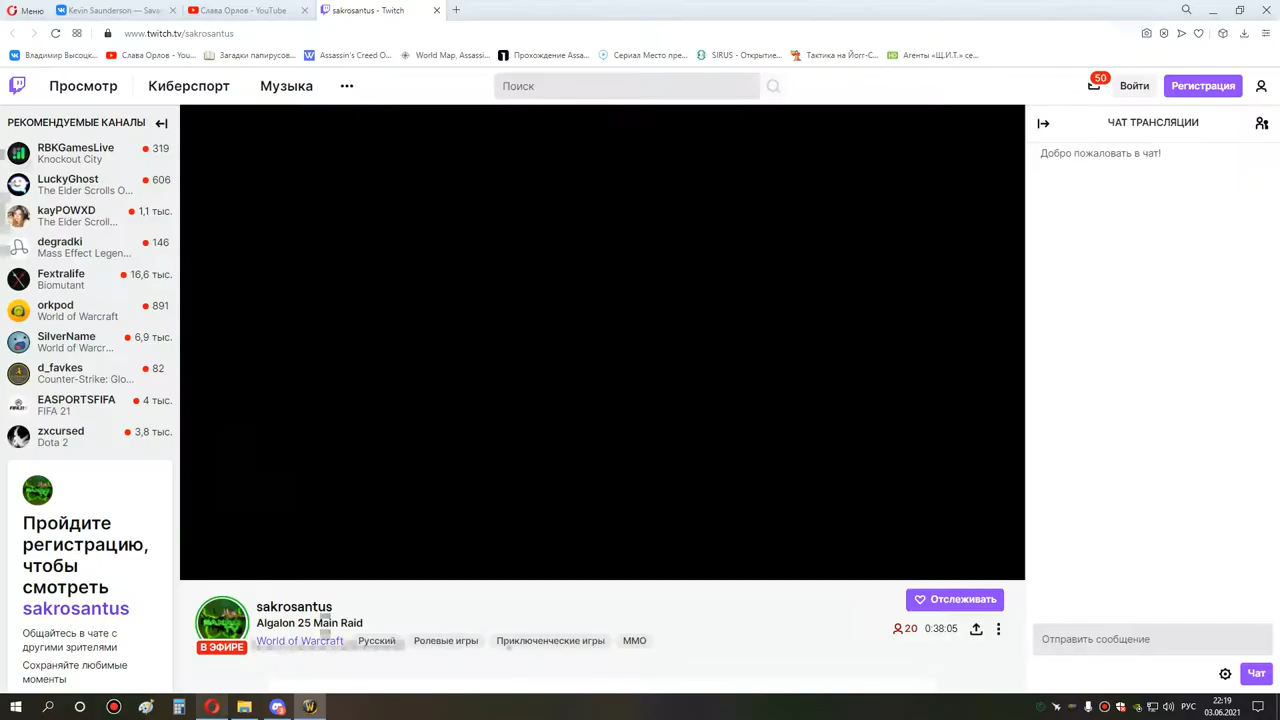 Меню
Kevin Saunderson — Sava
Слава Орлов - YouTube
sakrosantus - Twitch
www.twitch.tv/sakrosantus
Владимир Высоцк...
Слава Орлов - You...
Загадки папирусов...
Assassin's Creed O...
World Map, Assassi...
Прохождение Assa...
Сериал Место пре...
SIRUS - Открытие...
Тактика на Йогг-С...
Агенты «Щ.И.Т.» се...
Просмотр
Киберспорт
Музыка
Поиск
50
Войти
Регистрация
РЕКОМЕНДУЕМЫЕ КАНАЛЫ
RBKGamesLive 319
Knockout City
LuckyGhost 606
The Elder Scrolls O...
kayPOWXD 1,1 тыс.
The Elder Scroll...
degradki 146
Mass Effect Legen...
Fextralife 16,6 тыс.
Biomutant
orkpod 891
World of Warcraft
SilverName 6,9 тыс.
World of Warcr...
d_favkes 82
Counter-Strike: Glo...
EASPORTSFIFA 4 тыс.
FIFA 21
zxcursed 3,8 тыс.
Dota 2
Пройдите
регистрацию,
чтобы
смотреть
sakrosantus
Общайтесь в чате с
другими зрителями
Сохраняйте любимые
моменты
sakrosantus
Algalon 25 Main Raid
World of Warcraft
Русский
Ролевые игры
Приключенческие игры
MMO
В ЭФИРЕ
Отслеживать
20
0:38:05
ЧАТ ТРАНСЛЯЦИИ
Добро пожаловать в чат!
Отправить сообщение
Чат
РУС
22:19
03.06.2021